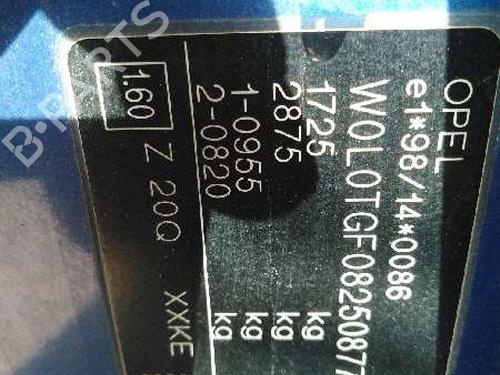 OPEL
e1*98/14*0086
W0L0TGF0825087
1725 kg
2875 kg
1-0955 kg
2-0820 kg
1.60 Z 20Q XXKE
B-PARTS